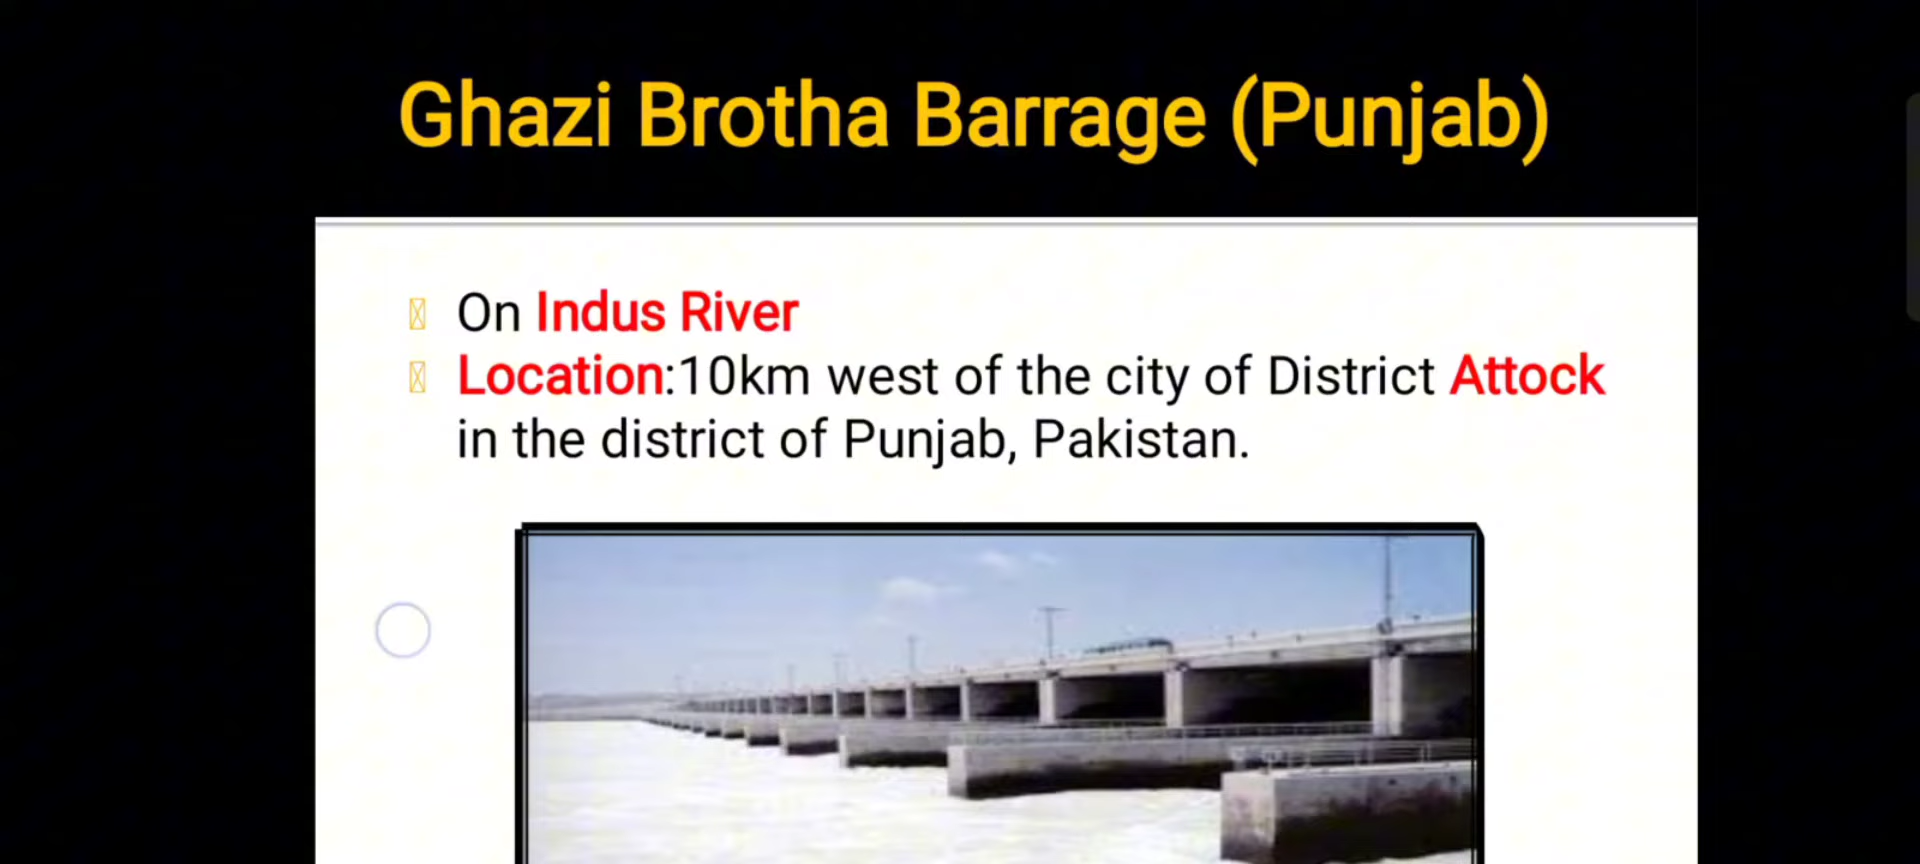 Ghazi Brotha Barrage (Punjab)
On Indus River
Location:10km west of the city of District Attock
in the district of Punjab, Pakistan.